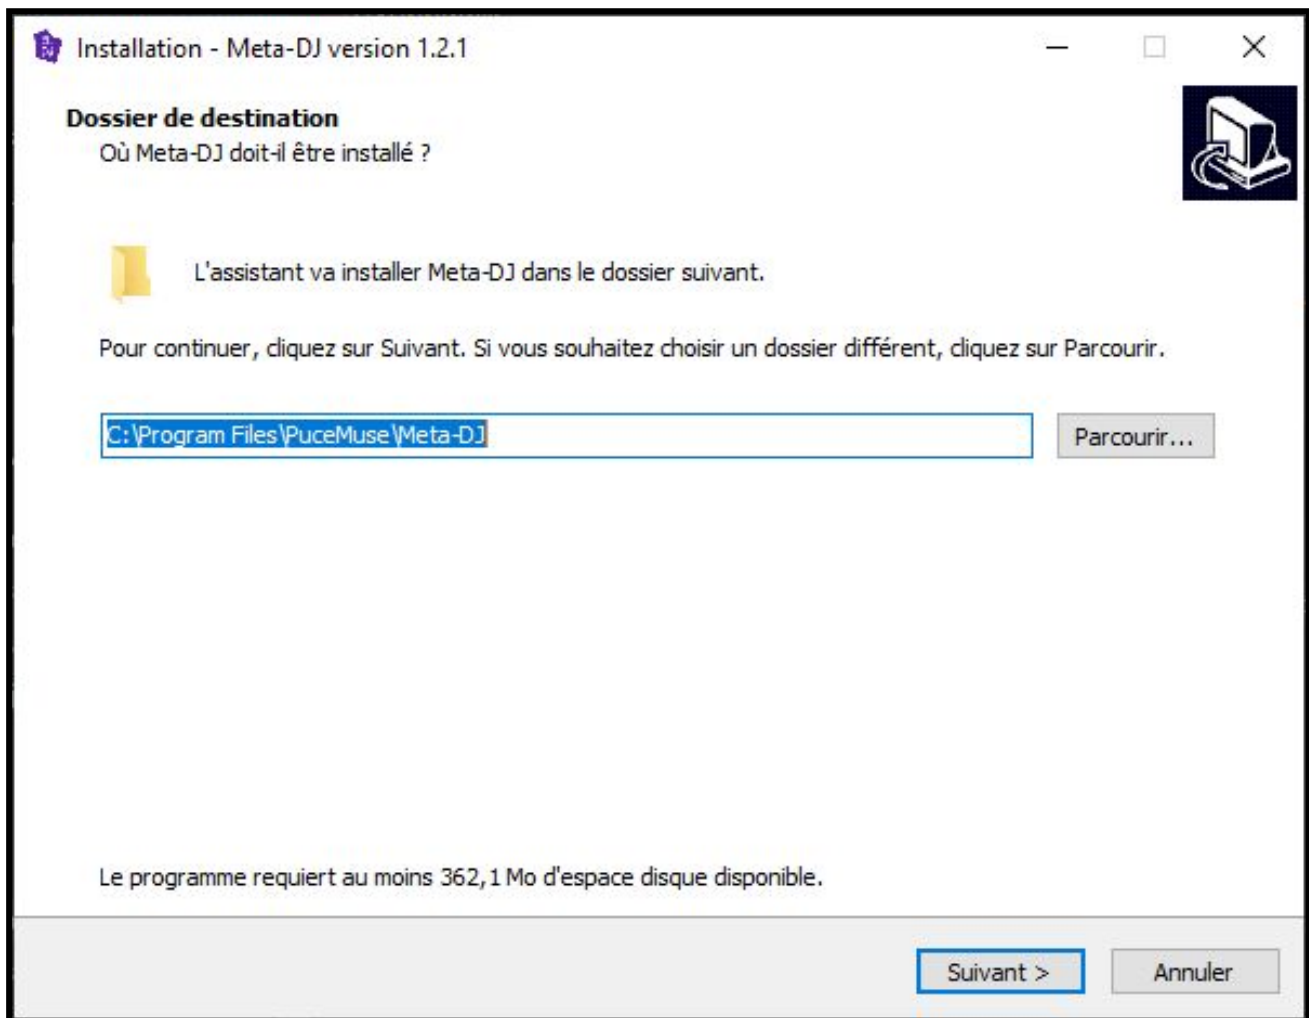 Installation - Meta-DJ version 1.2.1
Dossier de destination
Où Meta-DJ doit-il être installé ?
L'assistant va installer Meta-DJ dans le dossier suivant.
Pour continuer, cliquez sur Suivant. Si vous souhaitez choisir un dossier différent, cliquez sur Parcourir.
C:\Program Files\PuceMuse\Meta-DJ
Parcourir...
Le programme requiert au moins 362,1 Mo d'espace disque disponible.
Suivant >
Annuler